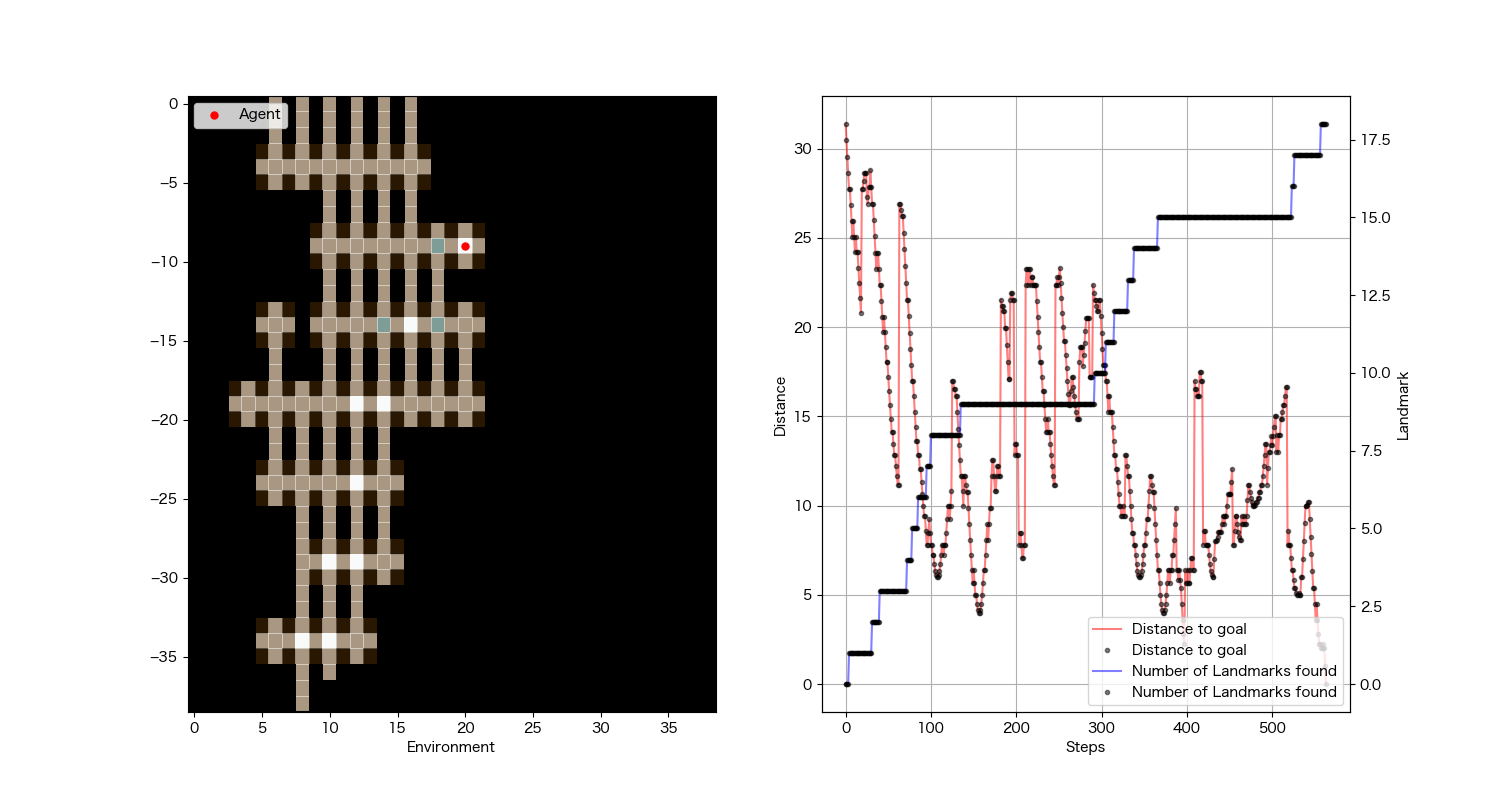 Agent
0
−5
−10
−15
−20
−25
−30
−35
0 5 10 15 20 25 30 35
Environment
Distance
30
25
20
15
10
5
0
0 100 200 300 400 500
Steps
17.5
15.0
12.5
10.0
7.5
5.0
2.5
0.0
Landmark
Distance to goal
Distance to goal
Number of Landmarks found
Number of Landmarks found